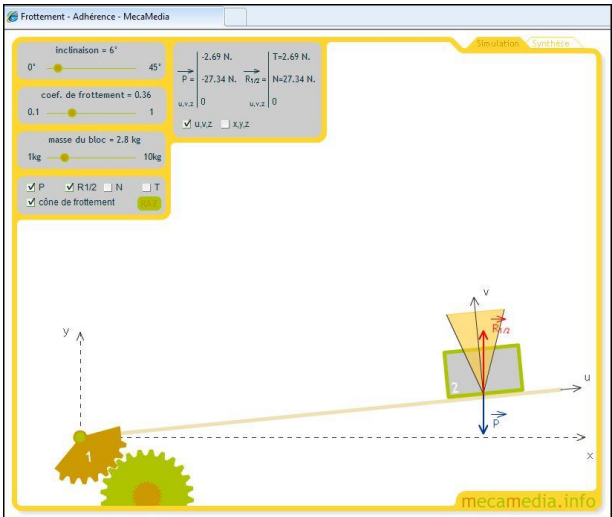 Frottement - Adhérence - MecaMedia
Simulation Synthèse
inclinaison = 6°
0° 45°
coef. de frottement = 0.36
0.1 1
masse du bloc = 2.8 kg
1kg 10kg
P R1/2 N T
cône de frottement RAZ
-2.69 N. T=2.69 N.
P = -27.34 N. R1/2 = N=27.34 N.
u,v,z 0 u,v,z 0
u,v,z x,y,z
v
R1/2
y
2
u
P
1
x
mecamedia.info